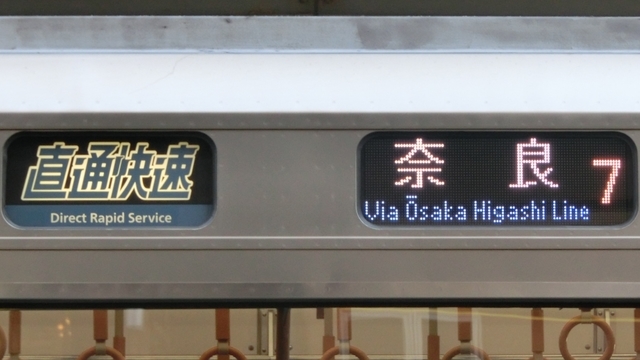 直通快速
Direct Rapid Service
奈良 7
Via Ōsaka Higashi Line